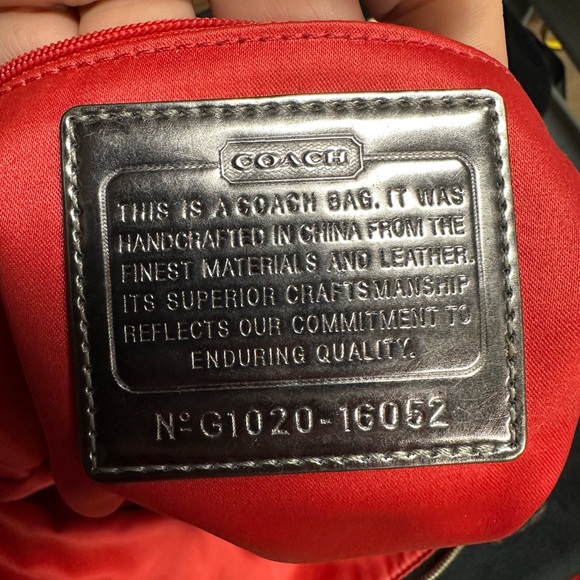 COACH
THIS IS A COACH BAG. IT WAS
HANDCRAFTED IN CHINA FROM THE
FINEST MATERIALS AND LEATHER.
ITS SUPERIOR CRAFTSMANSHIP
REFLECTS OUR COMMITMENT TO
ENDURING QUALITY.
Nº G1020-16052